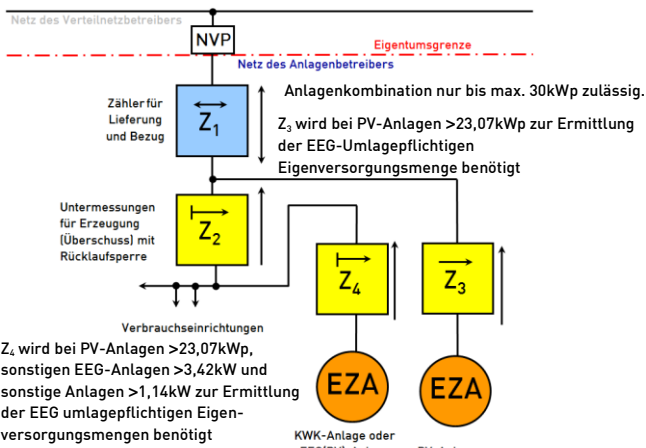 Netz des Verteilnetzbetreibers
NVP
Eigentumsgrenze
Netz des Anlagenbetreibers
Anlagenkombination nur bis max. 30kWp zulässig.
Zähler für
Lieferung
und Bezug
Z₁
Z₃ wird bei PV-Anlagen >23,07kWp zur Ermittlung
der EEG-Umlagepflichtigen
Eigenversorgungsmenge benötigt
Untermessungen
für Erzeugung
(Überschuss) mit
Rücklaufsperre
Z₂
Z₄
Z₃
Verbrauchseinrichtungen
Z₄ wird bei PV-Anlagen >23,07kWp,
sonstigen EEG-Anlagen >3,42kW und
sonstige Anlagen >1,14kW zur Ermittlung
der EEG umlagepflichtigen Eigen-
versorgungsmengen benötigt
EZA
EZA
KWK-Anlage oder